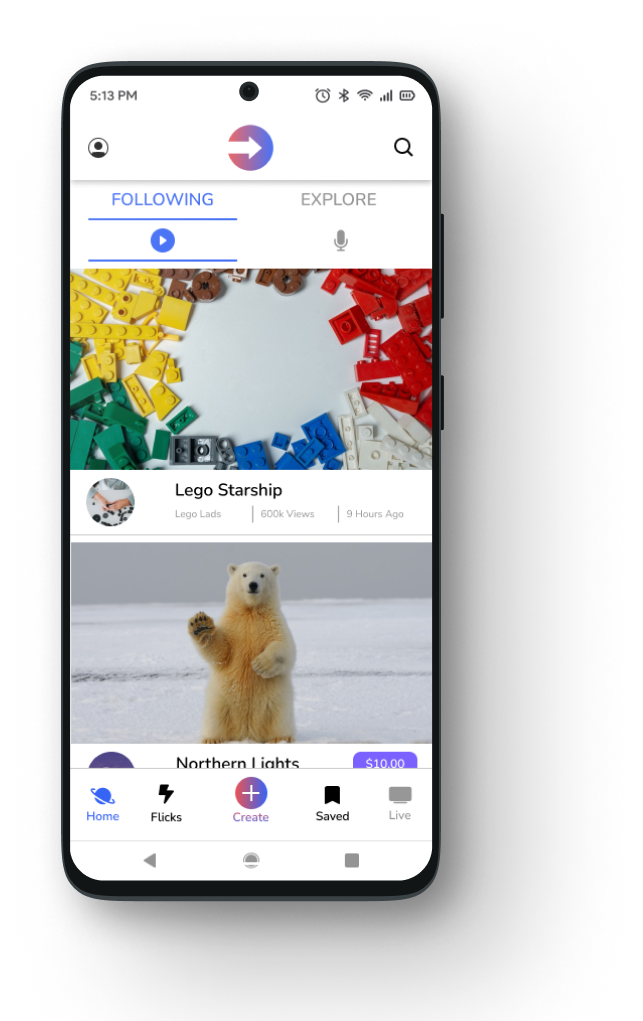 5:13 PM
FOLLOWING EXPLORE
Lego Starship
Lego Lads 600k Views 9 Hours Ago
Northern Lights $10.00
Home Flicks Create Saved Live